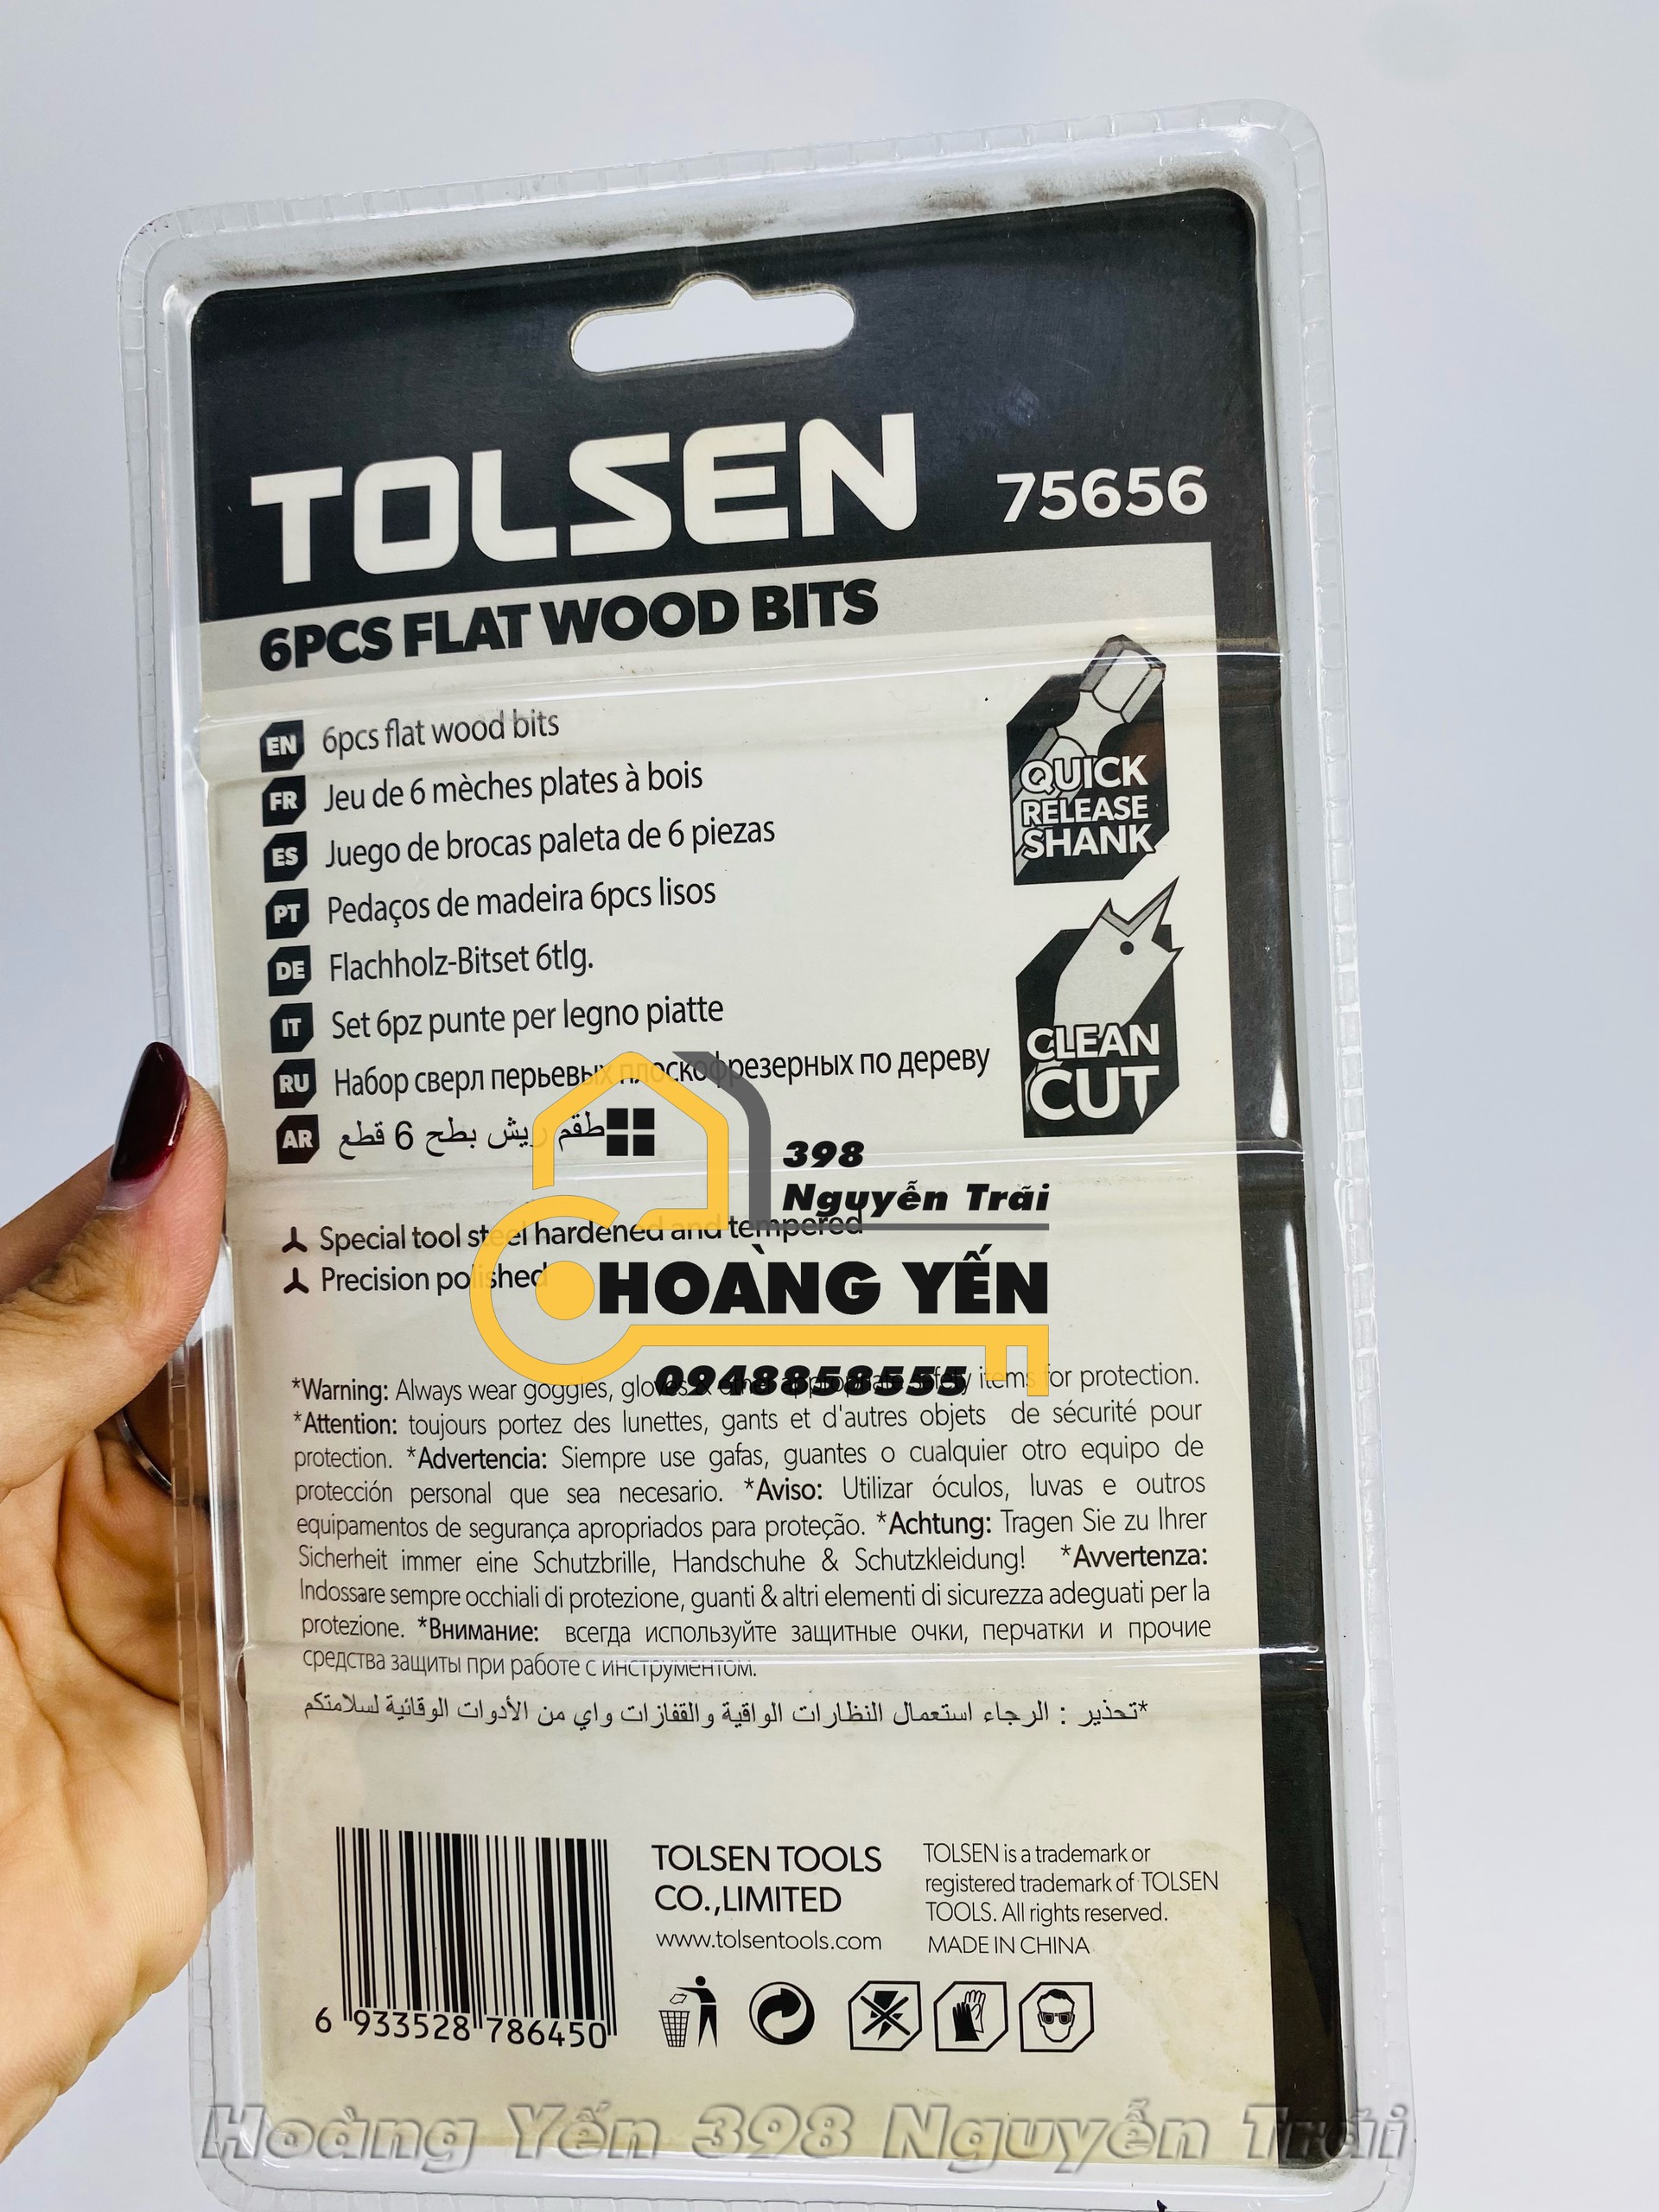 TOLSEN 75656
6PCS FLAT WOOD BITS
EN 6pcs flat wood bits
FR Jeu de 6 mèches plates à bois
ES Juego de brocas paleta de 6 piezas
PT Pedaços de madeira 6pcs lisos
DE Flachholz-Bitset 6tlg.
IT Set 6pz punte per legno piatte
RU Набор сверл перьевых плоскофрезерных по дереву
AR طقم ريش بطح 6 قطع
QUICK
RELEASE
SHANK
CLEAN
CUT
398
Nguyễn Trãi
HOÀNG YẾN
0948858555
Special tool steel hardened and tempered
Precision polished
*Warning: Always wear goggles, gloves & other appropriate safety items for protection.
*Attention: toujours portez des lunettes, gants et d'autres objets de sécurité pour
protection. *Advertencia: Siempre use gafas, guantes o cualquier otro equipo de
protección personal que sea necesario. *Aviso: Utilizar óculos, luvas e outros
equipamentos de segurança apropriados para proteção. *Achtung: Tragen Sie zu Ihrer
Sicherheit immer eine Schutzbrille, Handschuhe & Schutzkleidung! *Avvertenza:
Indossare sempre occhiali di protezione, guanti & altri elementi di sicurezza adeguati per la
protezione. *Внимание: всегда используйте защитные очки, перчатки и прочие
средства защиты при работе с инструментом.
*تحذير : الرجاء استعمال النظارات الواقية والقفازات واي من الأدوات الوقائية لسلامتكم
6 933528 786450
TOLSEN TOOLS
CO.,LIMITED
www.tolsentools.com
TOLSEN is a trademark or
registered trademark of TOLSEN
TOOLS. All rights reserved.
MADE IN CHINA
Hoàng Yến 398 Nguyễn Trãi